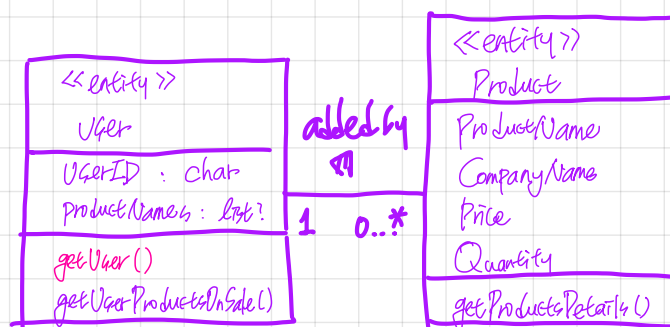 <<entity>>
User
UserID : char
productNames : list?
getUser()
getUserProductsOnSale()
added by
1
0..*
<<entity>>
Product
ProductName
CompanyName
Price
Quantity
getProductsDetails()